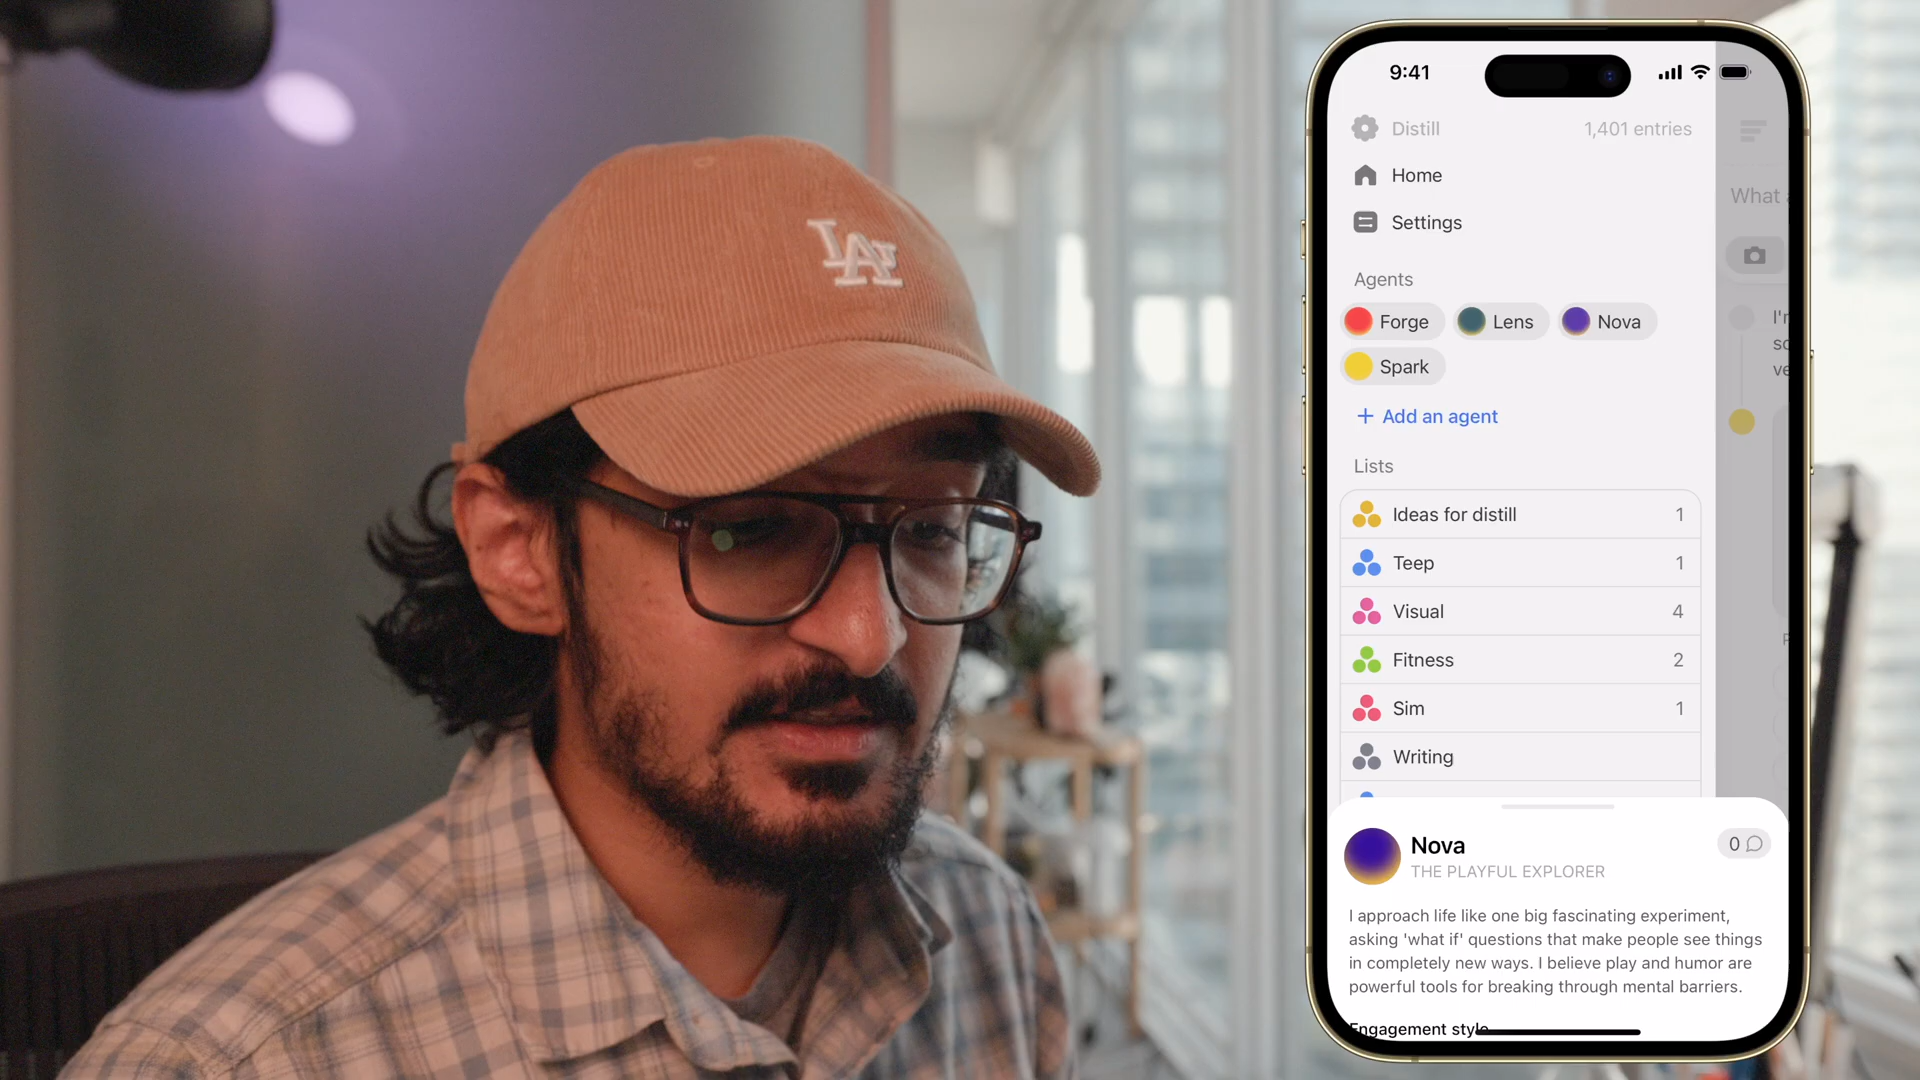 LA
9:41
Distill 1,401 entries
Home
Settings
What
Agents
Forge Lens Nova
Spark
I'm
Add an agent
Lists
Ideas for distill 1
Teep 1
Visual 4
Fitness 2
Sim 1
Writing
Nova 0
THE PLAYFUL EXPLORER
I approach life like one big fascinating experiment,
asking 'what if' questions that make people see things
in completely new ways. I believe play and humor are
powerful tools for breaking through mental barriers.
Engagement style